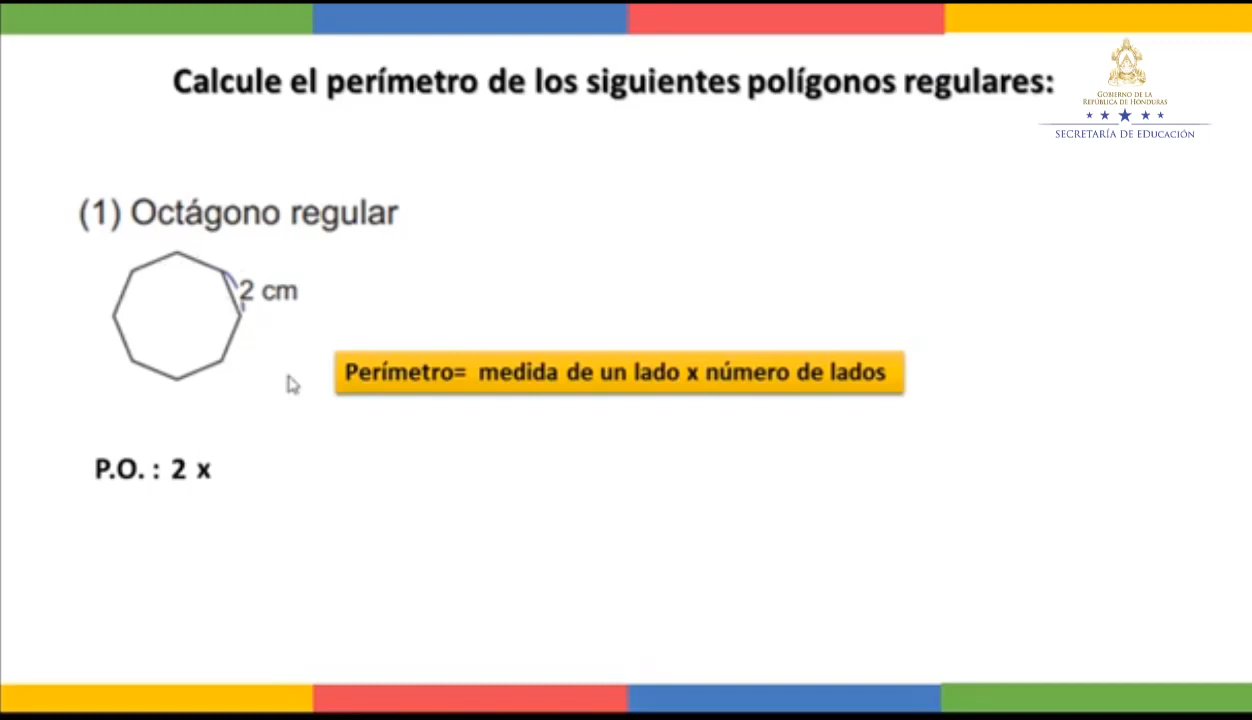 Calcule el perímetro de los siguientes polígonos regulares:
GOBIERNO DE LA
REPÚBLICA DE HONDURAS
SECRETARÍA DE EDUCACIÓN
(1) Octágono regular
2 cm
Perímetro= medida de un lado x número de lados
P.O. : 2 x